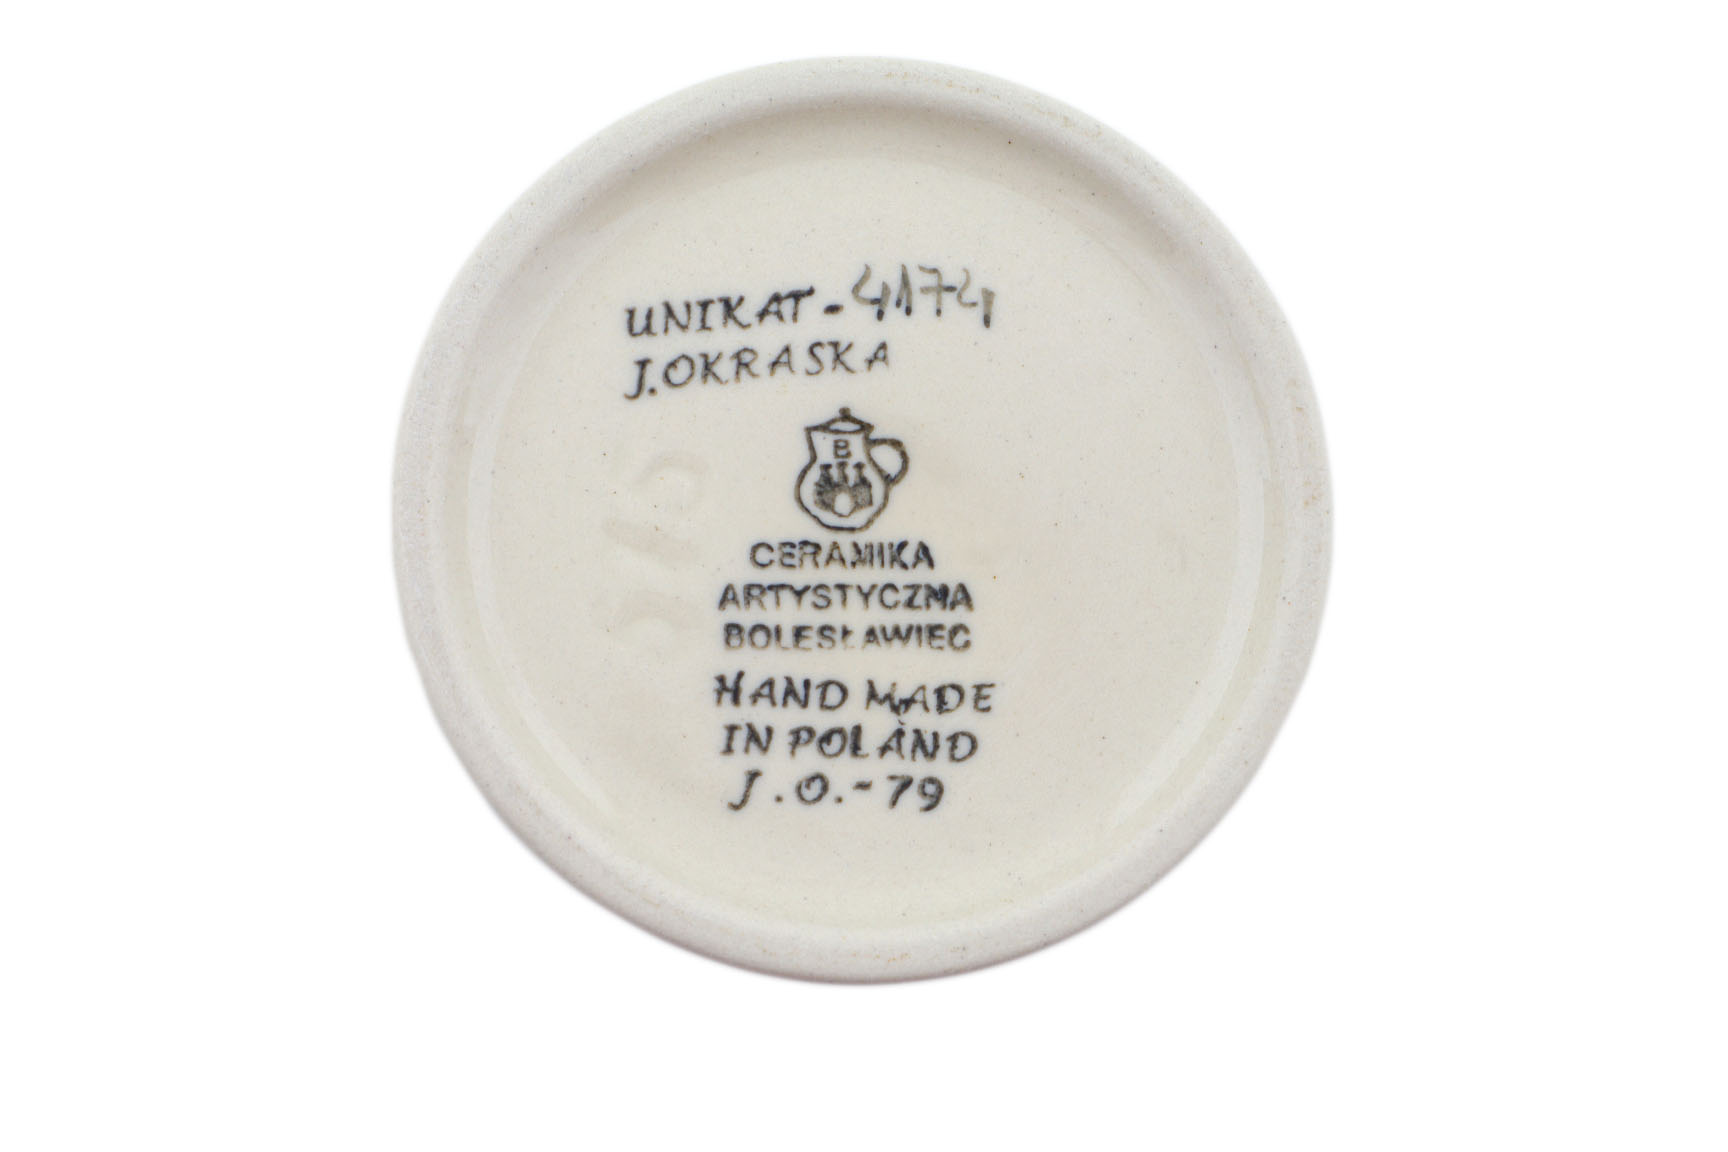 UNIKAT - 4174
J. OKRASKA
B
CERAMIKA
ARTYSTYCZNA
BOLESŁAWIEC
HAND MADE
IN POLAND
J.O.-79